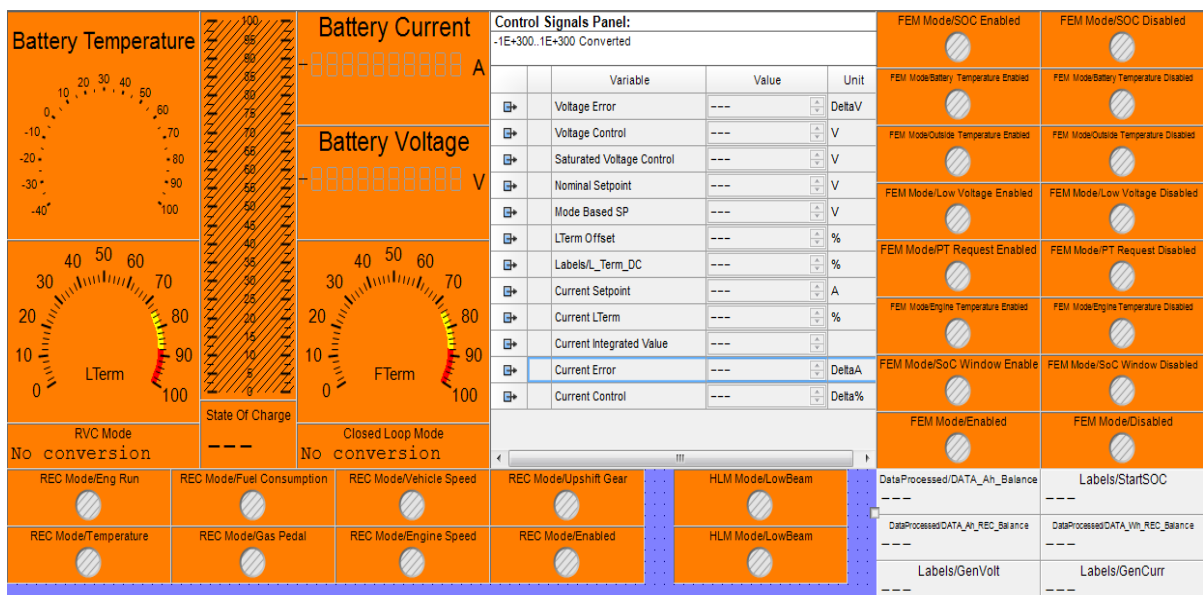 Battery Temperature
-40
-30
-20
-10
0
10
20
30
40
50
60
70
80
90
100
100
95
90
85
80
75
70
65
60
55
50
45
40
35
30
25
20
15
10
5
0
State Of Charge
---
Battery Current
A
Battery Voltage
V
0
10
20
30
40
50
60
70
80
90
100
LTerm
0
10
20
30
40
50
60
70
80
90
100
FTerm
RVC Mode
No conversion
Closed Loop Mode
No conversion
Control Signals Panel:
-1E+300..1E+300 Converted
Variable Value Unit
Voltage Error --- DeltaV
Voltage Control --- V
Saturated Voltage Control --- V
Nominal Setpoint --- V
Mode Based SP --- V
LTerm Offset --- %
Labels/L_Term_DC --- %
Current Setpoint --- A
Current LTerm --- %
Current Integrated Value ---
Current Error --- DeltaA
Current Control --- Delta%
FEM Mode/SOC Enabled
FEM Mode/SOC Disabled
FEM Mode/Battery Temperature Enabled
FEM Mode/Battery Temperature Disabled
FEM Mode/Outside Temperature Enabled
FEM Mode/Outside Temperature Disabled
FEM Mode/Low Voltage Enabled
FEM Mode/Low Voltage Disabled
FEM Mode/PT Request Enabled
FEM Mode/PT Request Disabled
FEM Mode/Engine Temperature Enabled
FEM Mode/Engine Temperature Disabled
FEM Mode/SoC Window Enable
FEM Mode/SoC Window Disabled
FEM Mode/Enabled
FEM Mode/Disabled
REC Mode/Eng Run
REC Mode/Fuel Consumption
REC Mode/Vehicle Speed
REC Mode/Upshift Gear
HLM Mode/LowBeam
REC Mode/Temperature
REC Mode/Gas Pedal
REC Mode/Engine Speed
REC Mode/Enabled
HLM Mode/LowBeam
DataProcessed/DATA_Ah_Balance
---
Labels/StartSOC
---
DataProcessed/DATA_Ah_REC_Balance
---
DataProcessed/DATA_Wh_REC_Balance
---
Labels/GenVolt
---
Labels/GenCurr
---